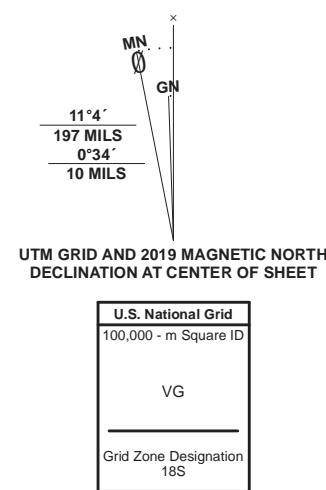 ×
MN
GN
11°4´
197 MILS
0°34´
10 MILS
UTM GRID AND 2019 MAGNETIC NORTH
DECLINATION AT CENTER OF SHEET
U.S. National Grid
100,000 - m Square ID
VG
Grid Zone Designation
18S